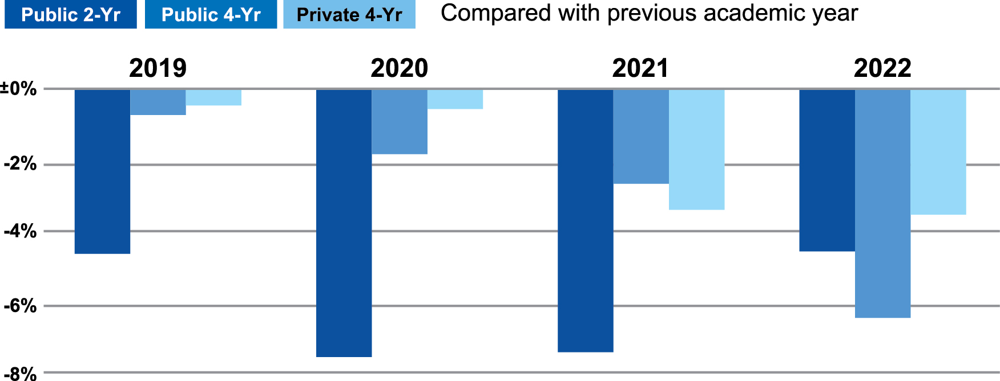 Public 2-Yr Public 4-Yr Private 4-Yr Compared with previous academic year
2019 2020 2021 2022
±0%
-2%
-4%
-6%
-8%